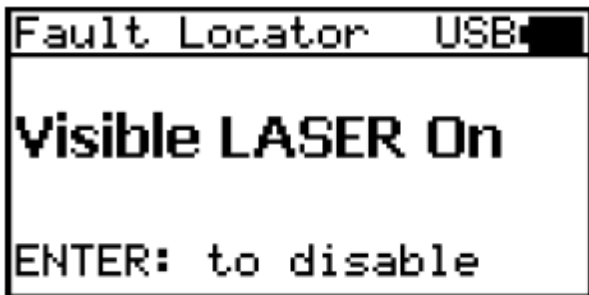 Fault Locator USB
Visible LASER On
ENTER: to disable